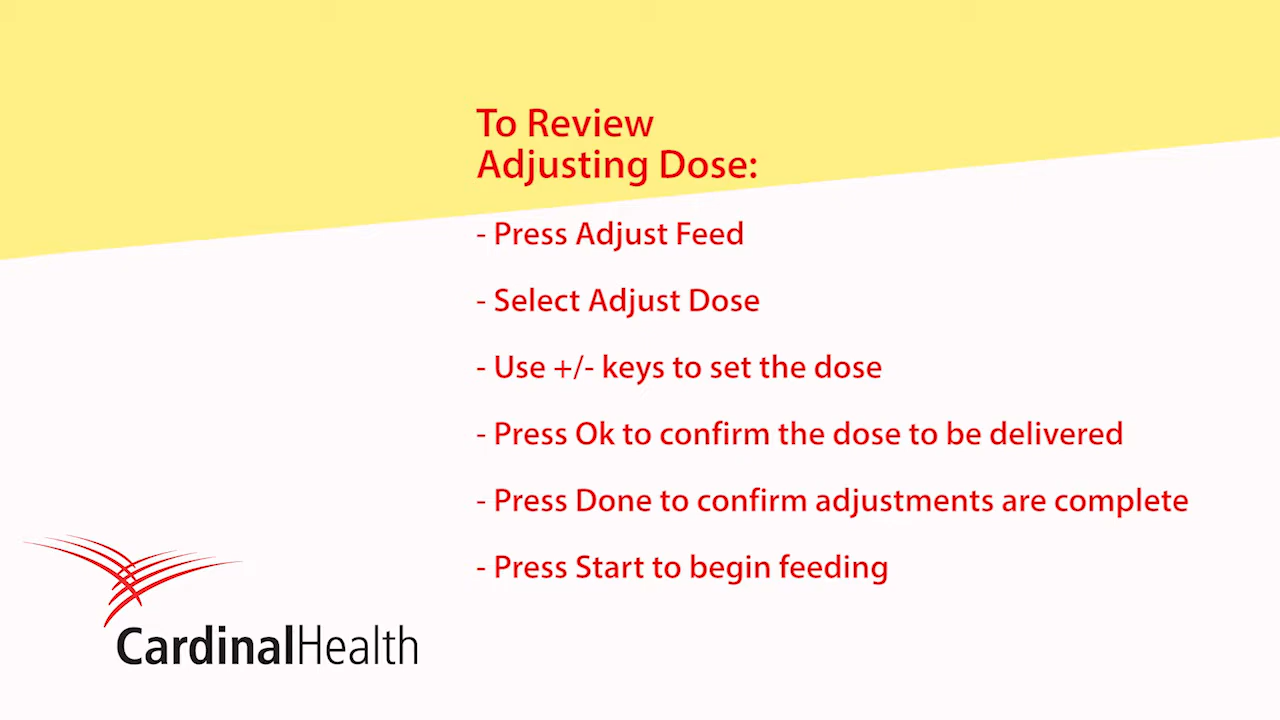 To Review
Adjusting Dose:
- Press Adjust Feed
- Select Adjust Dose
- Use +/- keys to set the dose
- Press Ok to confirm the dose to be delivered
- Press Done to confirm adjustments are complete
- Press Start to begin feeding
CardinalHealth